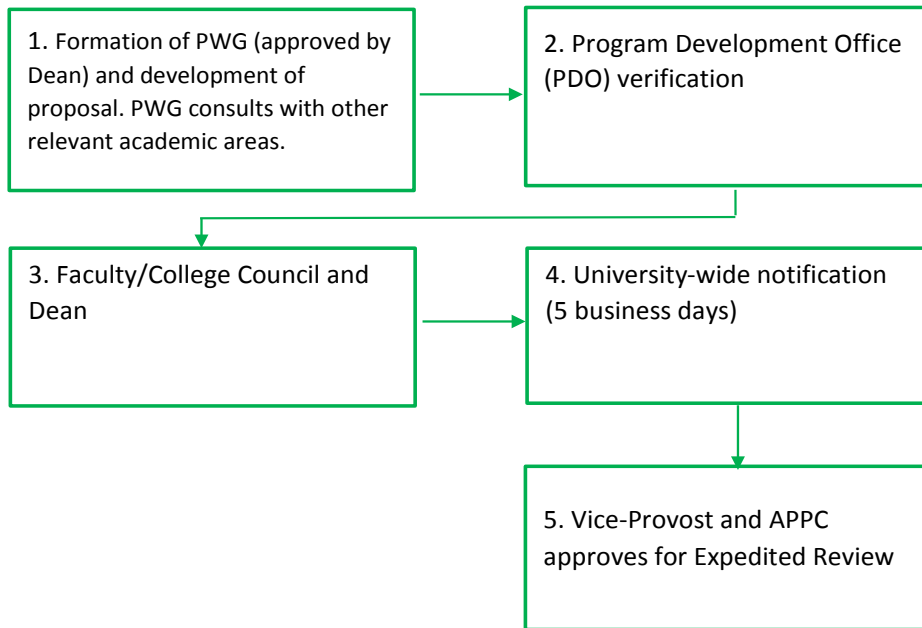 1. Formation of PWG (approved by
Dean) and development of
proposal. PWG consults with other
relevant academic areas.
2. Program Development Office
(PDO) verification
3. Faculty/College Council and
Dean
4. University-wide notification
(5 business days)
5. Vice-Provost and APPC
approves for Expedited Review